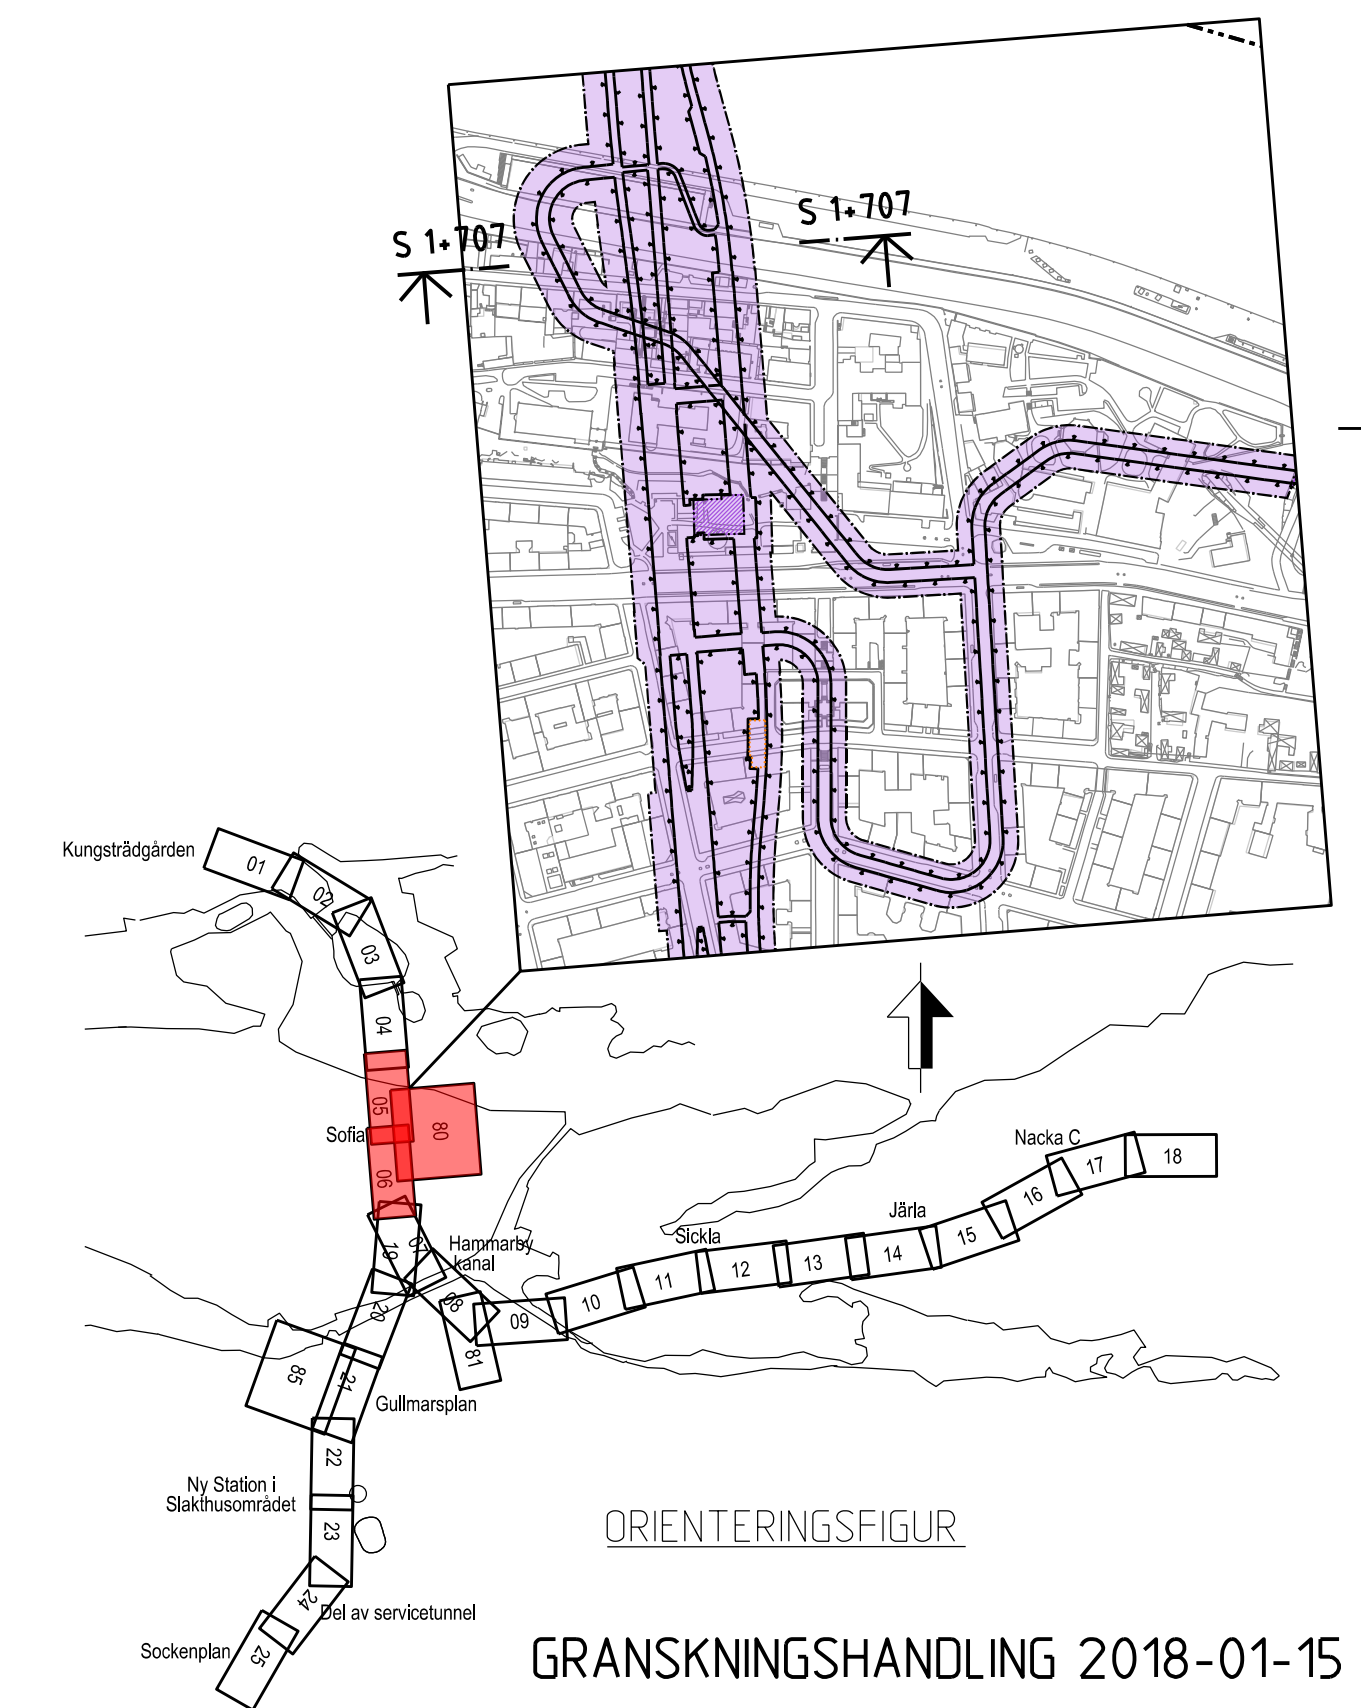 S 1+707
S 1+707
Kungsträdgården
01
02
03
04
05
Sofia
80
06
Nacka C
17
18
16
Järla
15
Sickla
14
13
12
11
10
07
19
Hammarby
kanal
08
09
20
81
85
21
Gullmarsplan
22
Ny Station i
Slakthusområdet
23
24
Del av servicetunnel
Sockenplan
25
ORIENTERINGSFIGUR
GRANSKNINGSHANDLING 2018-01-15